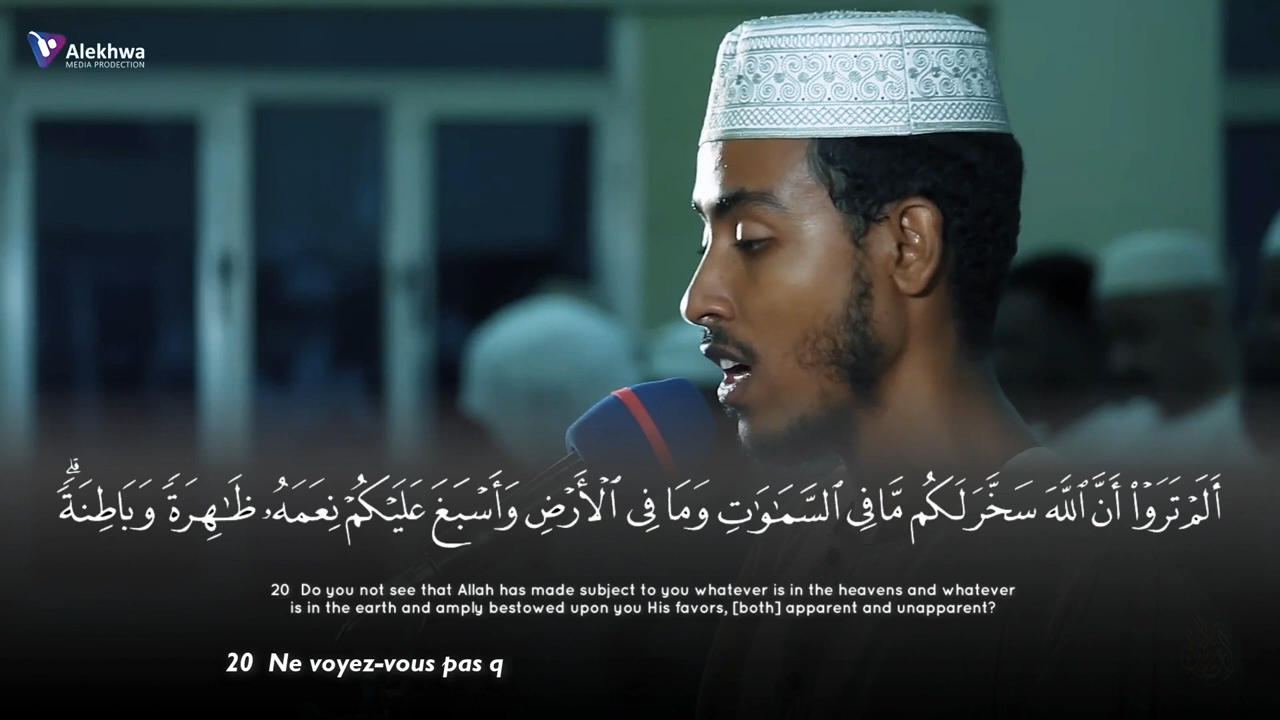 Alekhwa
MEDIA PRODECTION
أَلَمْ تَرَوْا۟ أَنَّ ٱللَّهَ سَخَّرَ لَكُم مَّا فِى ٱلسَّمَـٰوَٰتِ وَمَا فِى ٱلْأَرْضِ وَأَسْبَغَ عَلَيْكُمْ نِعَمَهُۥ ظَـٰهِرَةً وَبَاطِنَةً ۗ
20 Do you not see that Allah has made subject to you whatever is in the heavens and whatever
is in the earth and amply bestowed upon you His favors, [both] apparent and unapparent?
20 Ne voyez-vous pas q